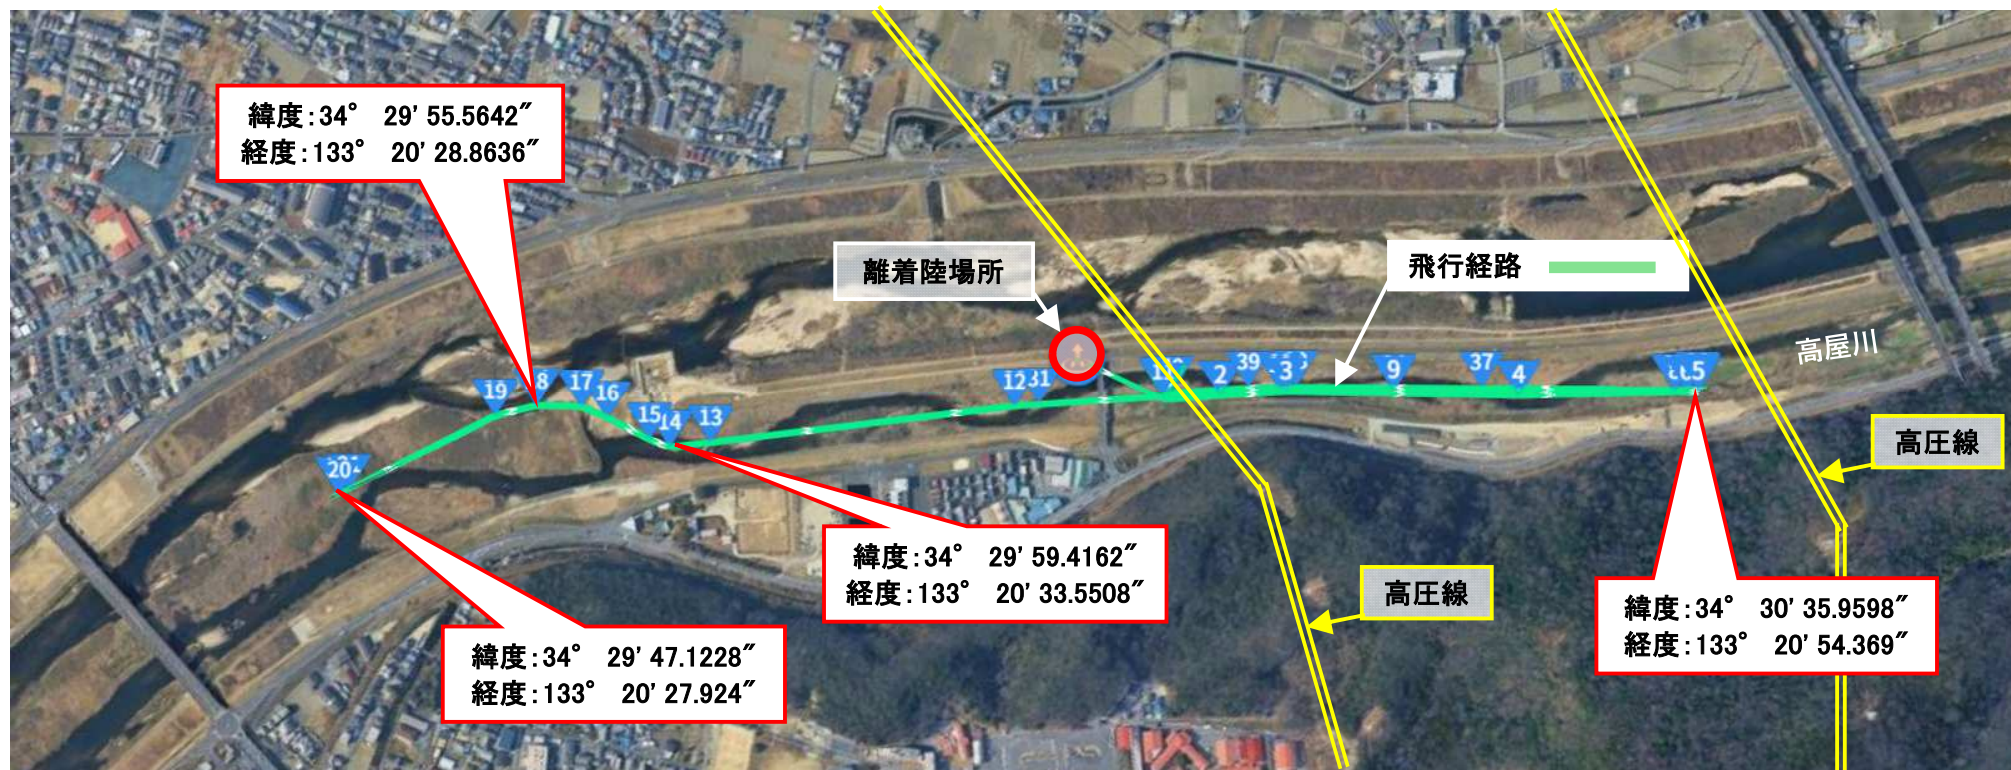 緯度：34° 29′ 55.5642″
経度：133° 20′ 28.8636″
離着陸場所
飛行経路
高屋川
19
17
16
15
14
13
12
31
2
39
3
9
37
4
5
20
高圧線
緯度：34° 29′ 59.4162″
経度：133° 20′ 33.5508″
高圧線
緯度：34° 30′ 35.9598″
経度：133° 20′ 54.369″
緯度：34° 29′ 47.1228″
経度：133° 20′ 27.924″